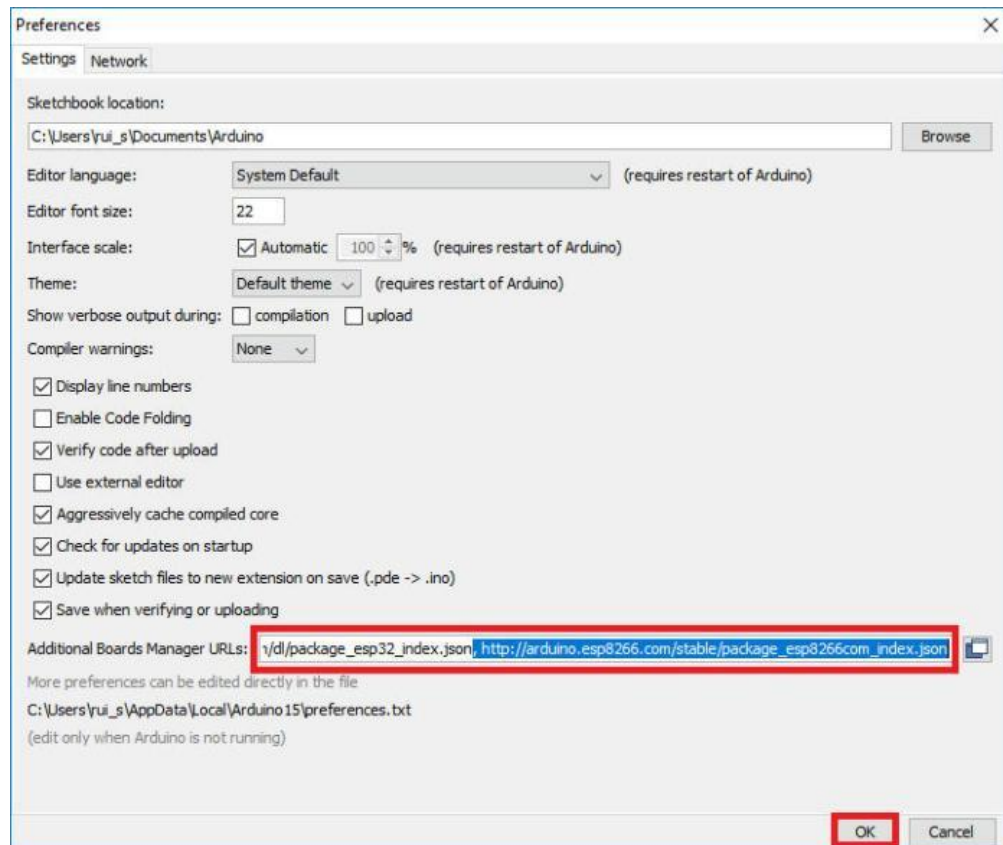 Preferences
Settings Network
Sketchbook location:
C:\Users\rui_s\Documents\Arduino Browse
Editor language: System Default (requires restart of Arduino)
Editor font size: 22
Interface scale: Automatic 100 % (requires restart of Arduino)
Theme: Default theme (requires restart of Arduino)
Show verbose output during: compilation upload
Compiler warnings: None
Display line numbers
Enable Code Folding
Verify code after upload
Use external editor
Aggressively cache compiled core
Check for updates on startup
Update sketch files to new extension on save (.pde -> .ino)
Save when verifying or uploading
Additional Boards Manager URLs: /dl/package_esp32_index.json, http://arduino.esp8266.com/stable/package_esp8266com_index.json
More preferences can be edited directly in the file
C:\Users\rui_s\AppData\Local\Arduino15\preferences.txt
(edit only when Arduino is not running)
OK Cancel